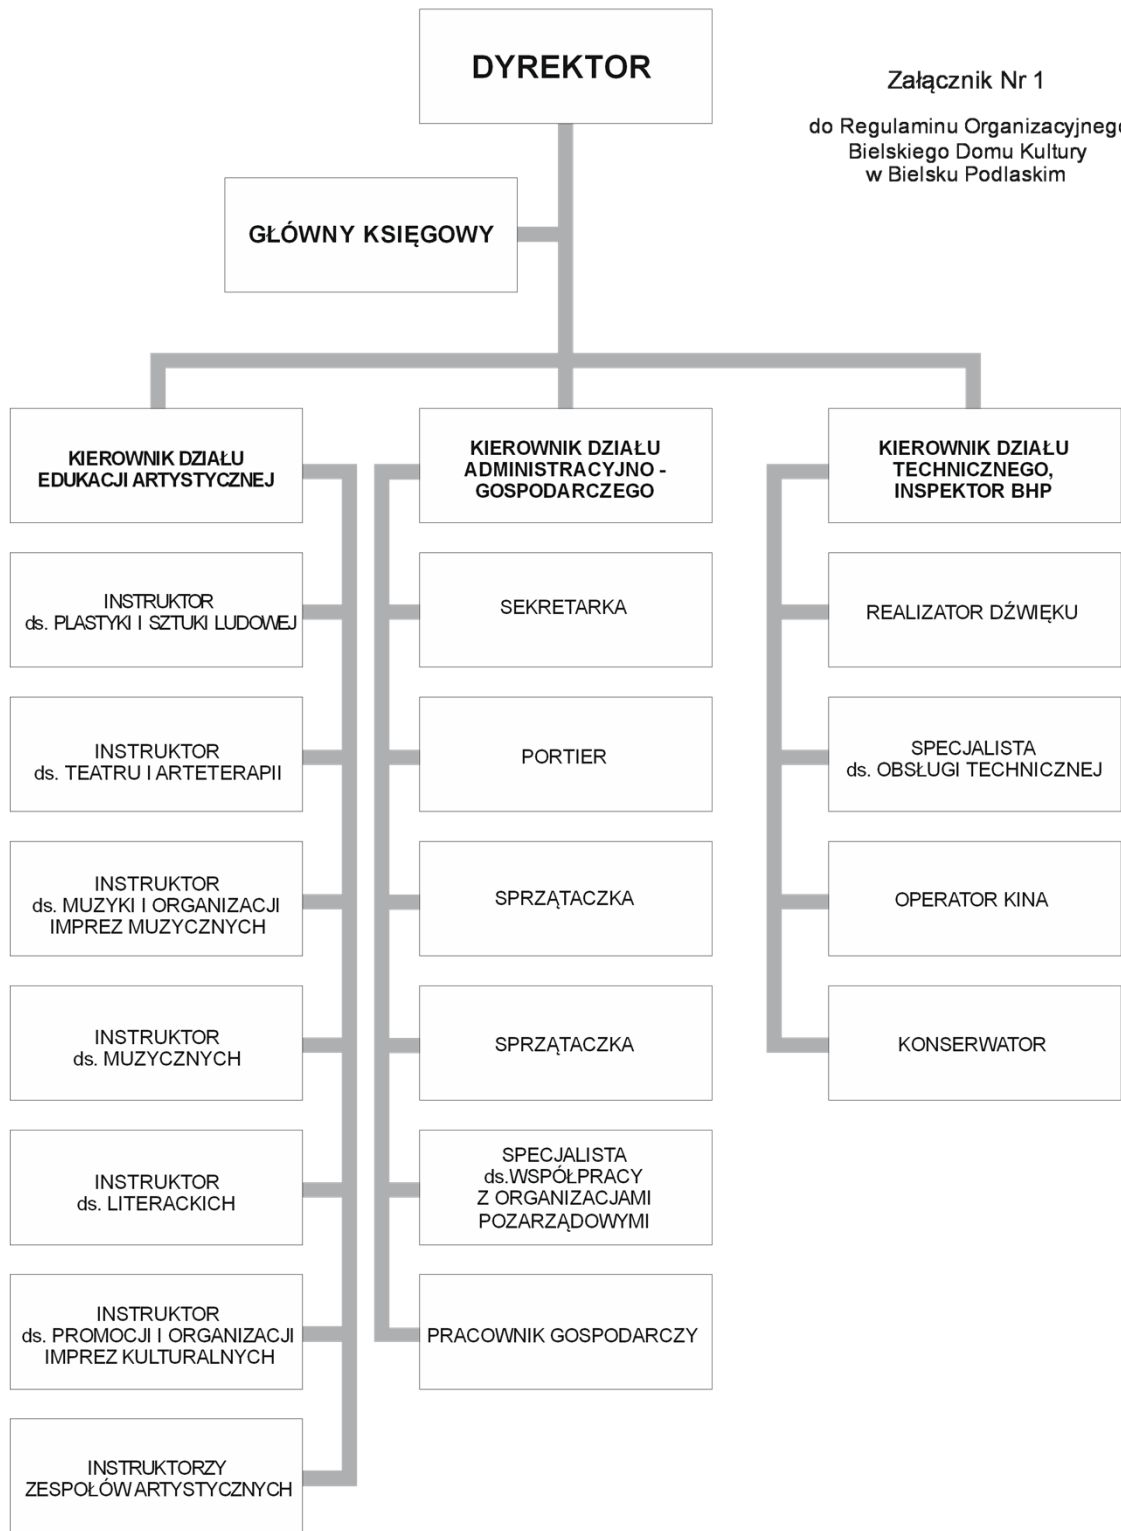 DYREKTOR
Załącznik Nr 1
do Regulaminu Organizacyjnego
Bielskiego Domu Kultury
w Bielsku Podlaskim
GŁÓWNY KSIĘGOWY
KIEROWNIK DZIAŁU
EDUKACJI ARTYSTYCZNEJ
INSTRUKTOR
ds. PLASTYKI I SZTUKI LUDOWEJ
INSTRUKTOR
ds. TEATRU I ARTETERAPII
INSTRUKTOR
ds. MUZYKI I ORGANIZACJI
IMPREZ MUZYCZNYCH
INSTRUKTOR
ds. MUZYCZNYCH
INSTRUKTOR
ds. LITERACKICH
INSTRUKTOR
ds. PROMOCJI I ORGANIZACJI
IMPREZ KULTURALNYCH
INSTRUKTORZY
ZESPOŁÓW ARTYSTYCZNYCH
KIEROWNIK DZIAŁU
ADMINISTRACYJNO -
GOSPODARCZEGO
SEKRETARKA
PORTIER
SPRZĄTACZKA
SPRZĄTACZKA
SPECJALISTA
ds.WSPÓŁPRACY
Z ORGANIZACJAMI
POZARZĄDOWYMI
PRACOWNIK GOSPODARCZY
KIEROWNIK DZIAŁU
TECHNICZNEGO,
INSPEKTOR BHP
REALIZATOR DŹWIĘKU
SPECJALISTA
ds. OBSŁUGI TECHNICZNEJ
OPERATOR KINA
KONSERWATOR